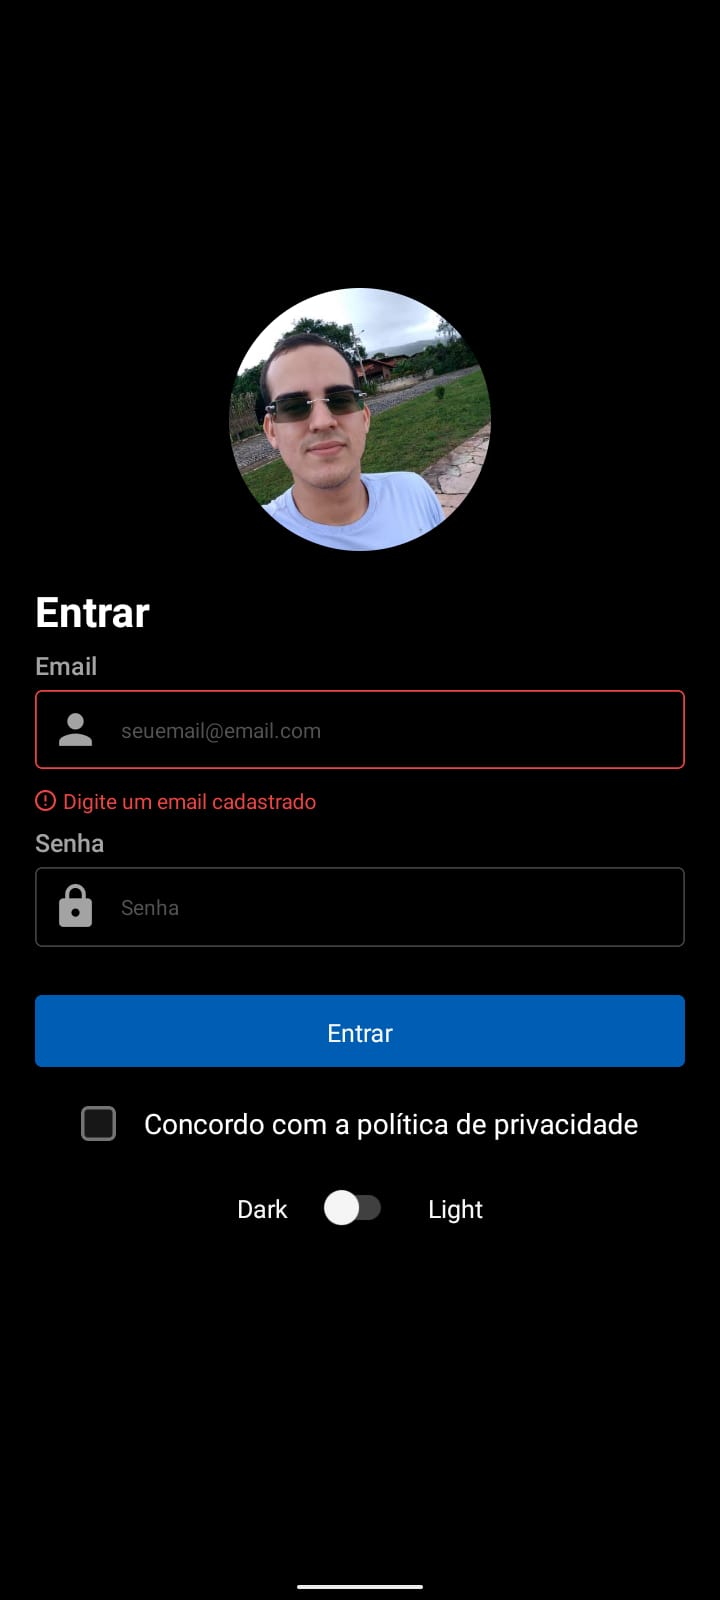 Entrar
Email
seuemail@email.com
Digite um email cadastrado
Senha
Senha
Entrar
Concordo com a política de privacidade
Dark Light